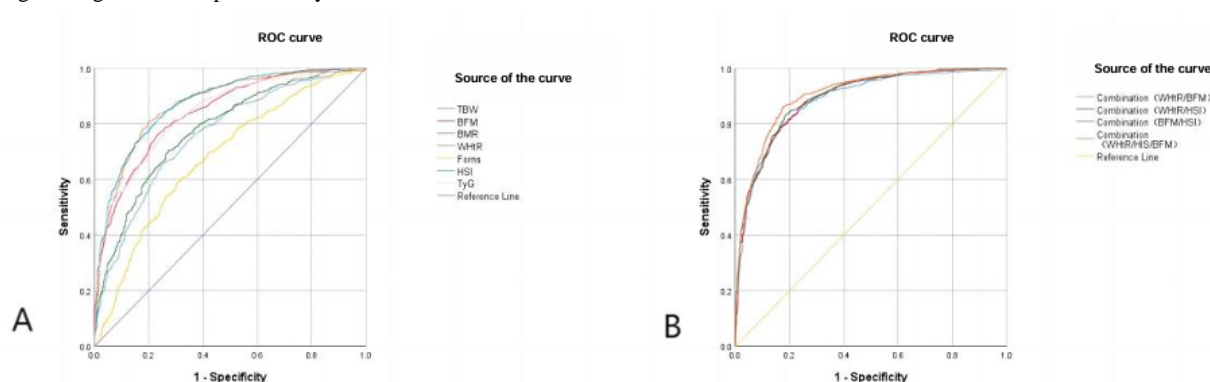 ROC curve
Source of the curve
TBW
BFM
BMR
WHtR
Ferns
HSI
TyG
Reference Line
1.0
0.8
0.6
0.4
0.2
0.0
Sensitivity
0.0 0.2 0.4 0.6 0.8 1.0
1 - Specificity
A
ROC curve
Source of the curve
Combination (WHtR/BFM)
Combination (WHtR/HSI)
Combination (BFM/HSI)
Combination
(WHtR/HIS/BFM)
Reference Line
1.0
0.8
0.6
0.4
0.2
0.0
Sensitivity
0.0 0.2 0.4 0.6 0.8 1.0
1 - Specificity
B